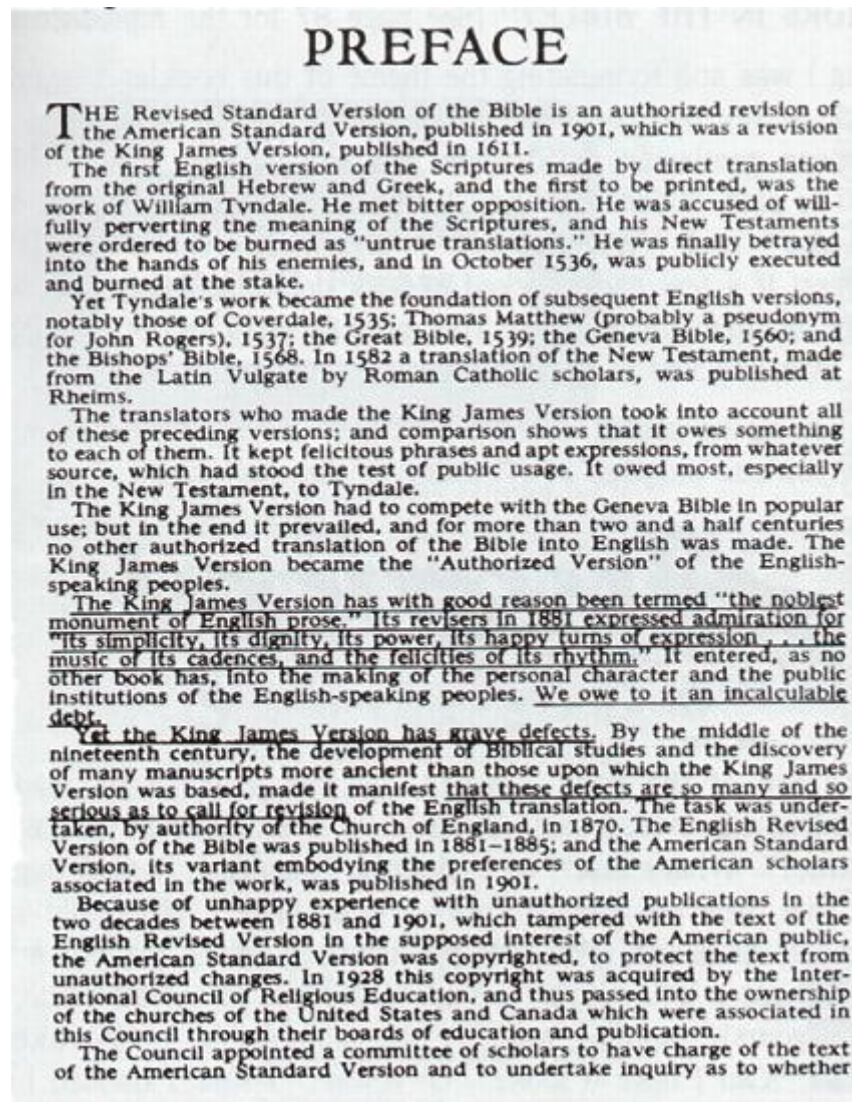 PREFACE
THE Revised Standard Version of the Bible is an authorized revision of
the American Standard Version, published in 1901, which was a revision
of the King James Version, published in 1611.
The first English version of the Scriptures made by direct translation
from the original Hebrew and Greek, and the first to be printed, was the
work of William Tyndale. He met bitter opposition. He was accused of will-
fully perverting the meaning of the Scriptures, and his New Testaments
were ordered to be burned as "untrue translations." He was finally betrayed
into the hands of his enemies, and in October 1536, was publicly executed
and burned at the stake.
Yet Tyndale's work became the foundation of subsequent English versions,
notably those of Coverdale, 1535; Thomas Matthew (probably a pseudonym
for John Rogers), 1537; the Great Bible, 1539; the Geneva Bible, 1560; and
the Bishops' Bible, 1568. In 1582 a translation of the New Testament, made
from the Latin Vulgate by Roman Catholic scholars, was published at
Rheims.
The translators who made the King James Version took into account all
of these preceding versions; and comparison shows that it owes something
to each of them. It kept felicitous phrases and apt expressions, from whatever
source, which had stood the test of public usage. It owed most, especially
in the New Testament, to Tyndale.
The King James Version had to compete with the Geneva Bible in popular
use; but in the end it prevailed, and for more than two and a half centuries
no other authorized translation of the Bible into English was made. The
King James Version became the "Authorized Version" of the English-
speaking peoples.
The King James Version has with good reason been termed "the noblest
monument of English prose." Its revisers in 1881 expressed admiration for
"its simplicity, its dignity, its power, its happy turns of expression . . . the
music of its cadences, and the felicities of its rhythm." It entered, as no
other book has, into the making of the personal character and the public
institutions of the English-speaking peoples. We owe to it an incalculable
debt.
Yet the King James Version has grave defects. By the middle of the
nineteenth century, the development of Biblical studies and the discovery
of many manuscripts more ancient than those upon which the King James
Version was based, made it manifest that these defects are so many and so
serious as to call for revision of the English translation. The task was under-
taken, by authority of the Church of England, in 1870. The English Revised
Version of the Bible was published in 1881–1885; and the American Standard
Version, its variant embodying the preferences of the American scholars
associated in the work, was published in 1901.
Because of unhappy experience with unauthorized publications in the
two decades between 1881 and 1901, which tampered with the text of the
English Revised Version in the supposed interest of the American public,
the American Standard Version was copyrighted, to protect the text from
unauthorized changes. In 1928 this copyright was acquired by the Inter-
national Council of Religious Education, and thus passed into the ownership
of the churches of the United States and Canada which were associated in
this Council through their boards of education and publication.
The Council appointed a committee of scholars to have charge of the text
of the American Standard Version and to undertake inquiry as to whether